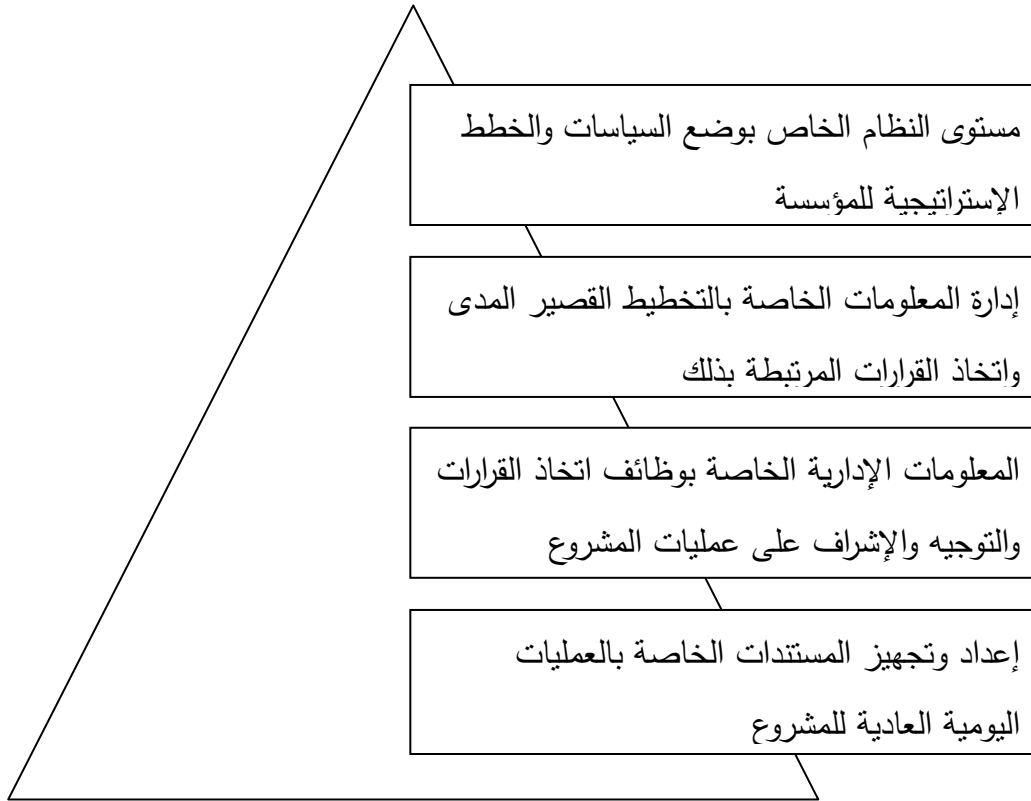 مستوى النظام الخاص بوضع السياسات والخطط
الإستراتيجية للمؤسسة
إدارة المعلومات الخاصة بالتخطيط القصير المدى
واتخاذ القرارات المرتبطة بذلك
المعلومات الإدارية الخاصة بوظائف اتخاذ القرارات
والتوجيه والإشراف على عمليات المشروع
إعداد وتجهيز المستندات الخاصة بالعمليات
اليومية العادية للمشروع